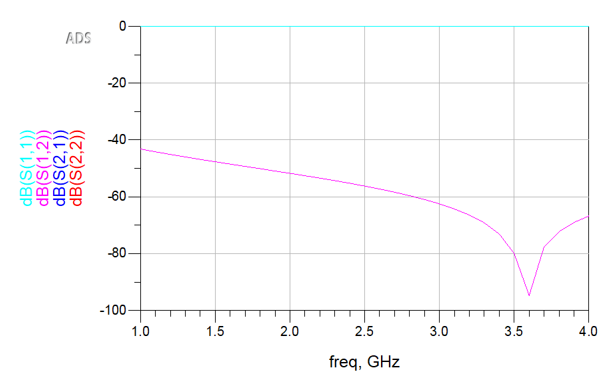 ADS
dB(S(1,1))
dB(S(1,2))
dB(S(2,1))
dB(S(2,2))
0
-20
-40
-60
-80
-100
1.0 1.5 2.0 2.5 3.0 3.5 4.0
freq, GHz